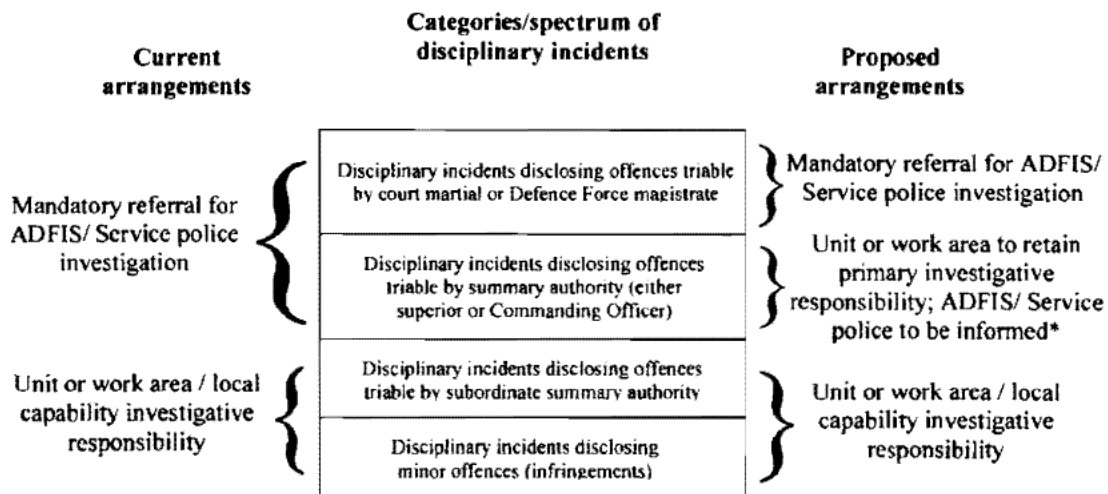 Categories/spectrum of
disciplinary incidents
Current
arrangements
Proposed
arrangements
Mandatory referral for
ADFIS/ Service police
investigation
Unit or work area / local
capability investigative
responsibility
Disciplinary incidents disclosing offences triable
by court martial or Defence Force magistrate
Disciplinary incidents disclosing offences
triable by summary authority (either
superior or Commanding Officer)
Disciplinary incidents disclosing offences
triable by subordinate summary authority
Disciplinary incidents disclosing
minor offences (infringements)
Mandatory referral for ADFIS/
Service police investigation
Unit or work area to retain
primary investigative
responsibility; ADFIS/ Service
police to be informed*
Unit or work area / local
capability investigative
responsibility